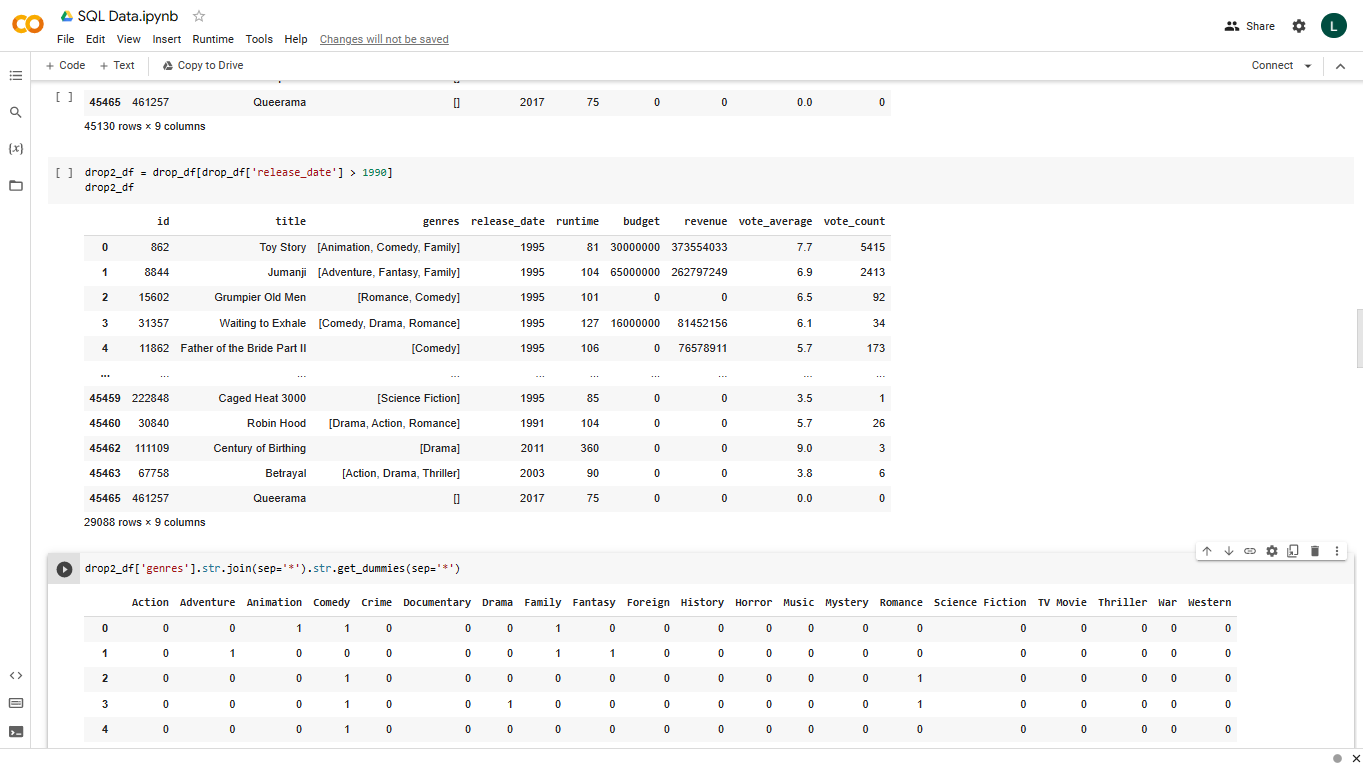 SQL Data.ipynb
File Edit View Insert Runtime Tools Help Changes will not be saved
Share
L
+ Code + Text Copy to Drive
Connect
[ ] 45465 461257 Queerama [] 2017 75 0 0 0.0 0
45130 rows × 9 columns
[ ] drop2_df = drop_df[drop_df['release_date'] > 1990]
drop2_df
id title genres release_date runtime budget revenue vote_average vote_count
0 862 Toy Story [Animation, Comedy, Family] 1995 81 30000000 373554033 7.7 5415
1 8844 Jumanji [Adventure, Fantasy, Family] 1995 104 65000000 262797249 6.9 2413
2 15602 Grumpier Old Men [Romance, Comedy] 1995 101 0 0 6.5 92
3 31357 Waiting to Exhale [Comedy, Drama, Romance] 1995 127 16000000 81452156 6.1 34
4 11862 Father of the Bride Part II [Comedy] 1995 106 0 76578911 5.7 173
... ... ... ... ... ... ... ... ... ...
45459 222848 Caged Heat 3000 [Science Fiction] 1995 85 0 0 3.5 1
45460 30840 Robin Hood [Drama, Action, Romance] 1991 104 0 0 5.7 26
45462 111109 Century of Birthing [Drama] 2011 360 0 0 9.0 3
45463 67758 Betrayal [Action, Drama, Thriller] 2003 90 0 0 3.8 6
45465 461257 Queerama [] 2017 75 0 0 0.0 0
29088 rows × 9 columns
drop2_df['genres'].str.join(sep='*').str.get_dummies(sep='*')
Action Adventure Animation Comedy Crime Documentary Drama Family Fantasy Foreign History Horror Music Mystery Romance Science Fiction TV Movie Thriller War Western
0 0 0 1 1 0 0 0 1 0 0 0 0 0 0 0 0 0 0 0 0
1 0 1 0 0 0 0 0 1 1 0 0 0 0 0 0 0 0 0 0 0
2 0 0 0 1 0 0 0 0 0 0 0 0 0 0 1 0 0 0 0 0
3 0 0 0 1 0 0 1 0 0 0 0 0 0 0 1 0 0 0 0 0
4 0 0 0 1 0 0 0 0 0 0 0 0 0 0 0 0 0 0 0 0